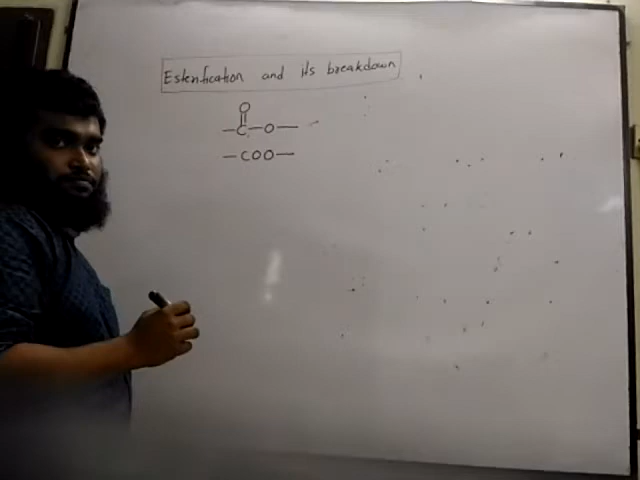 Esterification and its breakdown
O
—C—O—
—COO—